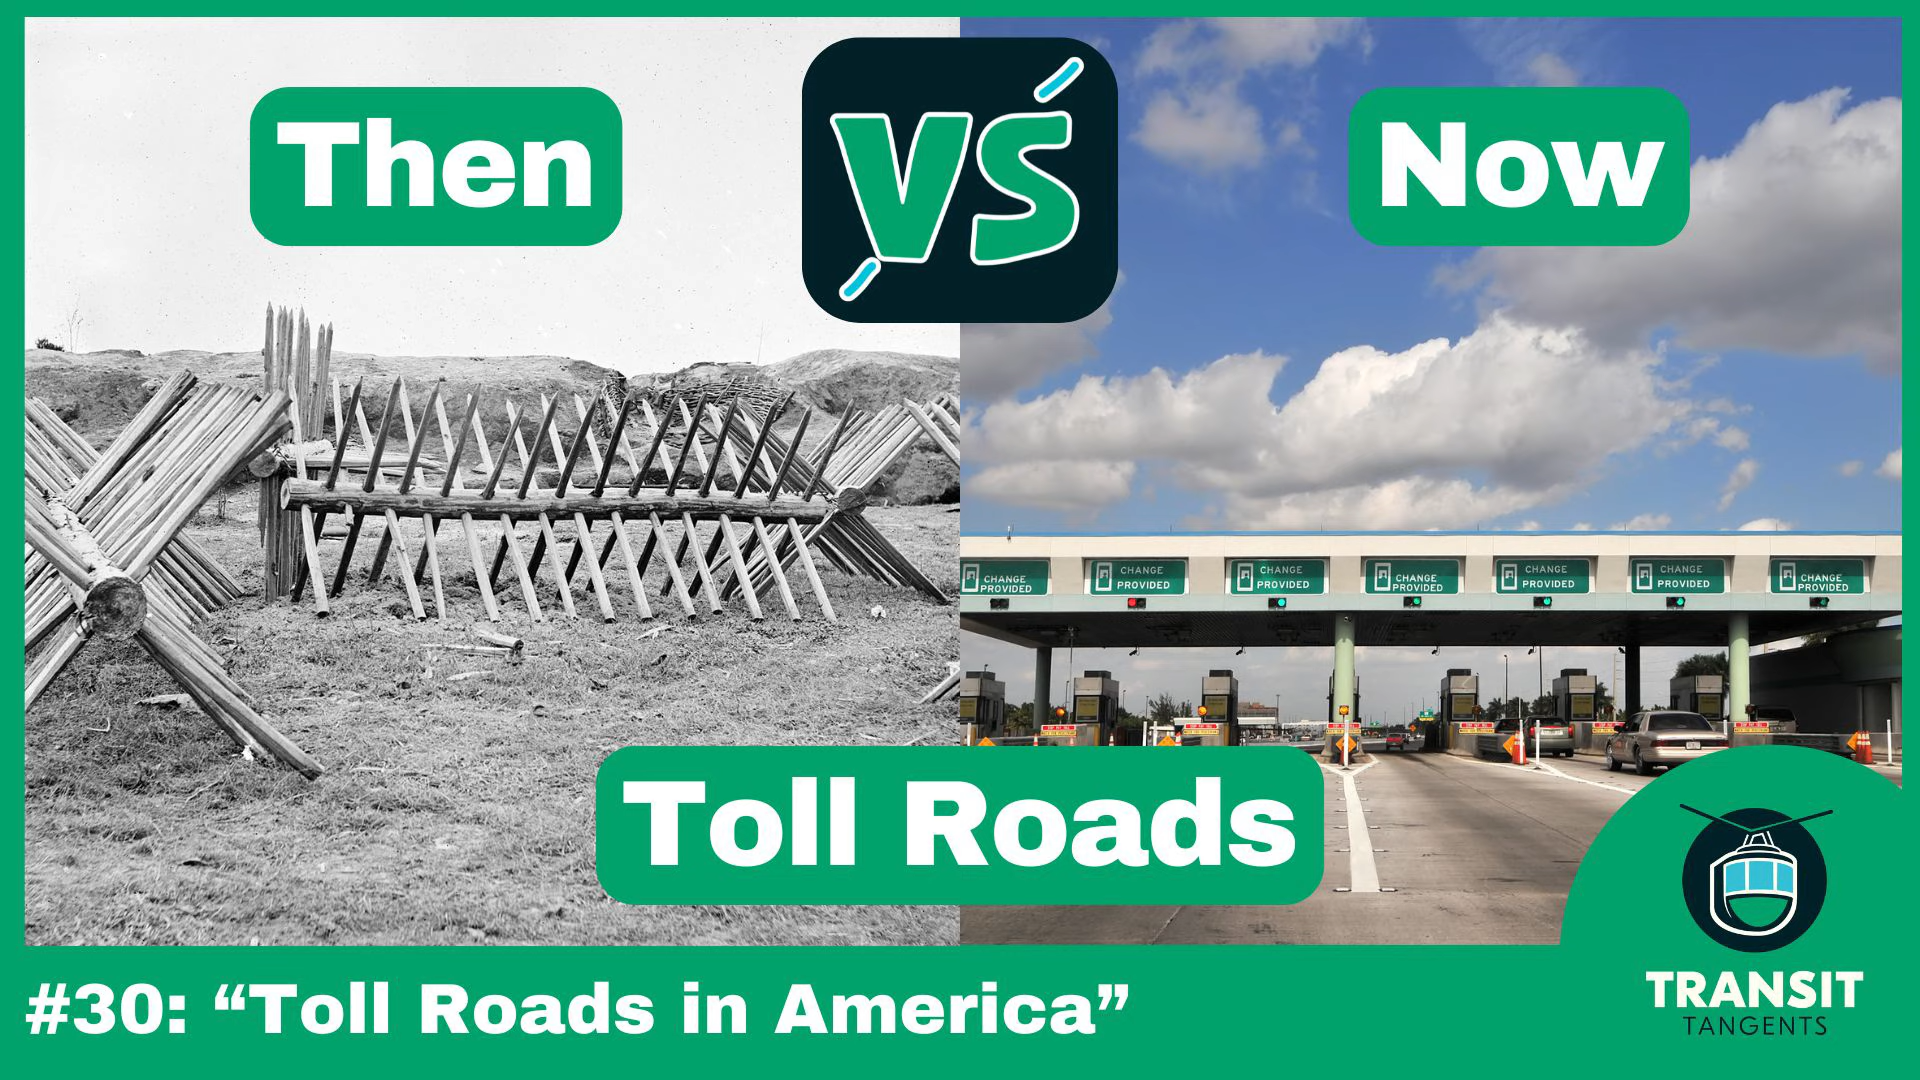 Then
VS
Now
CHANGE
PROVIDED
CHANGE
PROVIDED
CHANGE
PROVIDED
CHANGE
PROVIDED
CHANGE
PROVIDED
CHANGE
PROVIDED
CHANGE
PROVIDED
Toll Roads
#30: “Toll Roads in America”
TRANSIT
TANGENTS